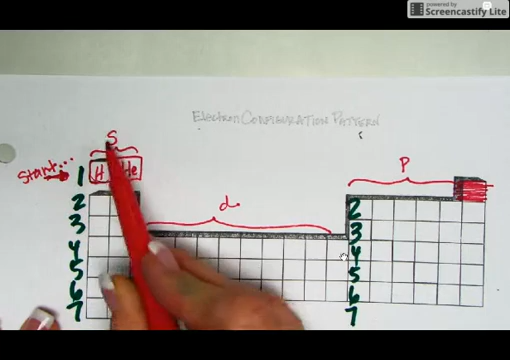 powered by
Screencastify Lite
ELECTRON CONFIGURATION PATTERN
S
Start...
1
H
He
P
2
2
3
d
3
4
4
5
5
6
6
7
7